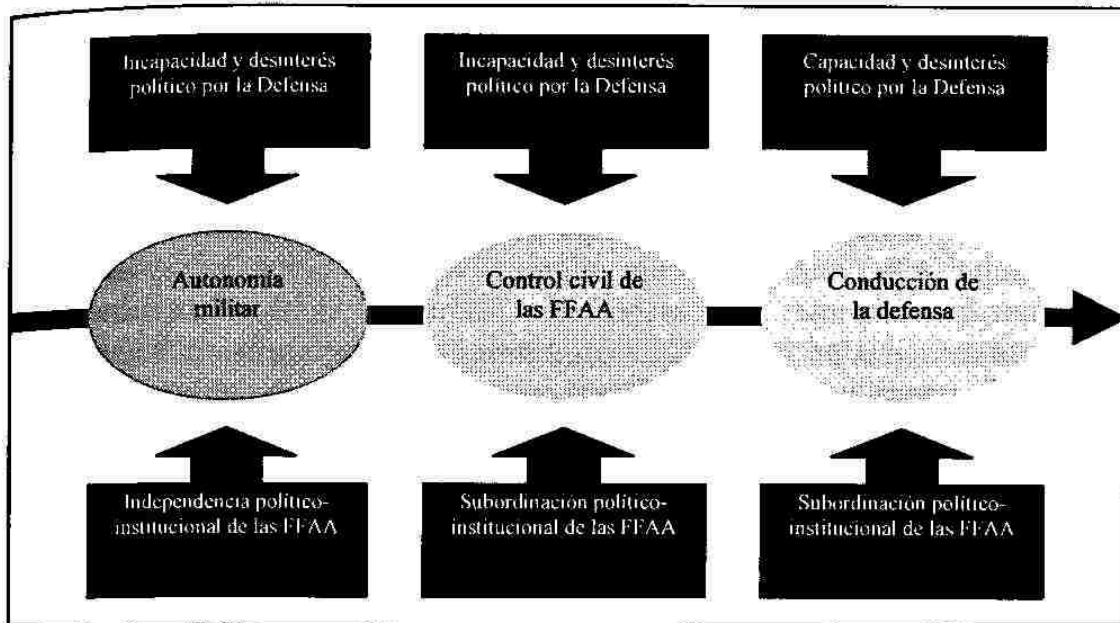 Incapacidad y desinterés
político por la Defensa
Incapacidad y desinterés
político por la Defensa
Capacidad y desinterés
político por la Defensa
Autonomía
militar
Control civil de
las FFAA
Conducción de
la defensa
Independencia político-
institucional de las FFAA
Subordinación político-
institucional de las FFAA
Subordinación político-
institucional de las FFAA